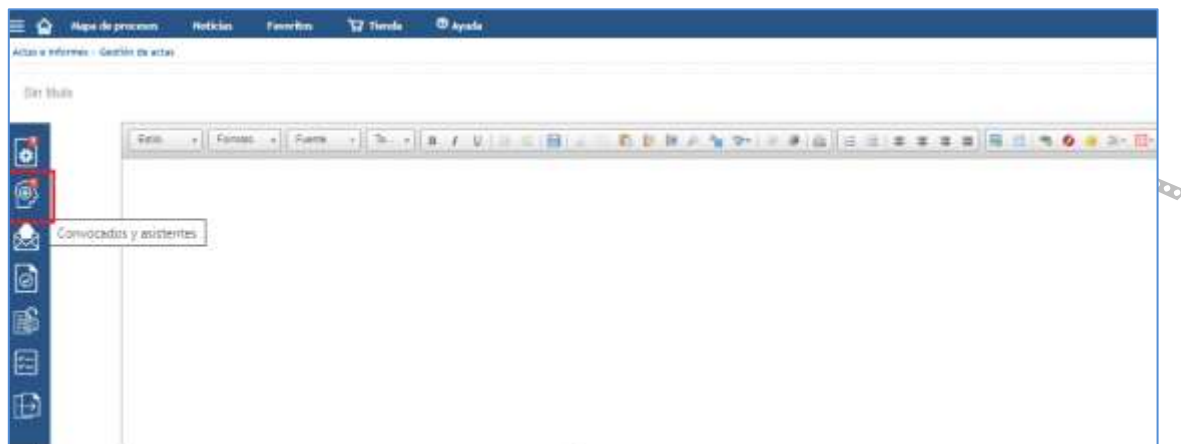 Mapa de procesos Noticias Favoritos Tienda Ayuda
Actas e informes - Gestión de actas
Sin título
Estilo Formato Fuente Ta... B I U
Convocados y asistentes